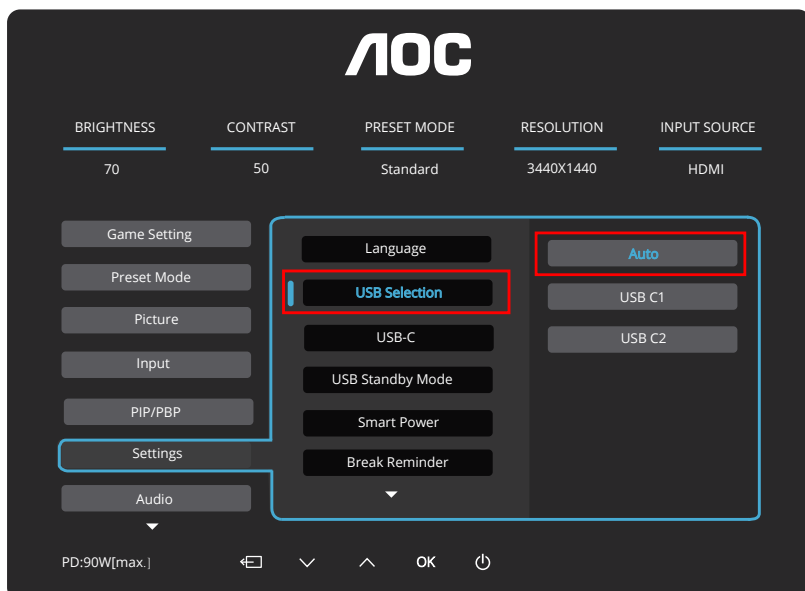 AOC
BRIGHTNESS CONTRAST PRESET MODE RESOLUTION INPUT SOURCE
70 50 Standard 3440X1440 HDMI
Game Setting
Preset Mode
Picture
Input
PIP/PBP
Settings
Audio
Language
USB Selection
USB-C
USB Standby Mode
Smart Power
Break Reminder
Auto
USB C1
USB C2
PD:90W[max.] OK